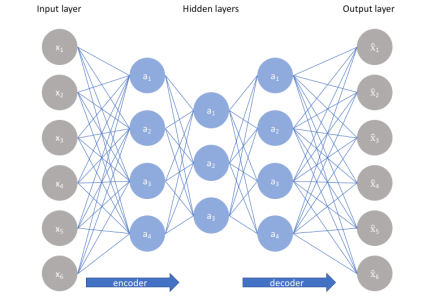 Input layer
Hidden layers
Output layer
x₁
x₂
x₃
x₄
x₅
x₆
a₁
a₂
a₃
a₄
a₁
a₂
a₃
a₁
a₂
a₃
a₄
x̂₁
x̂₂
x̂₃
x̂₄
x̂₅
x̂₆
encoder
decoder